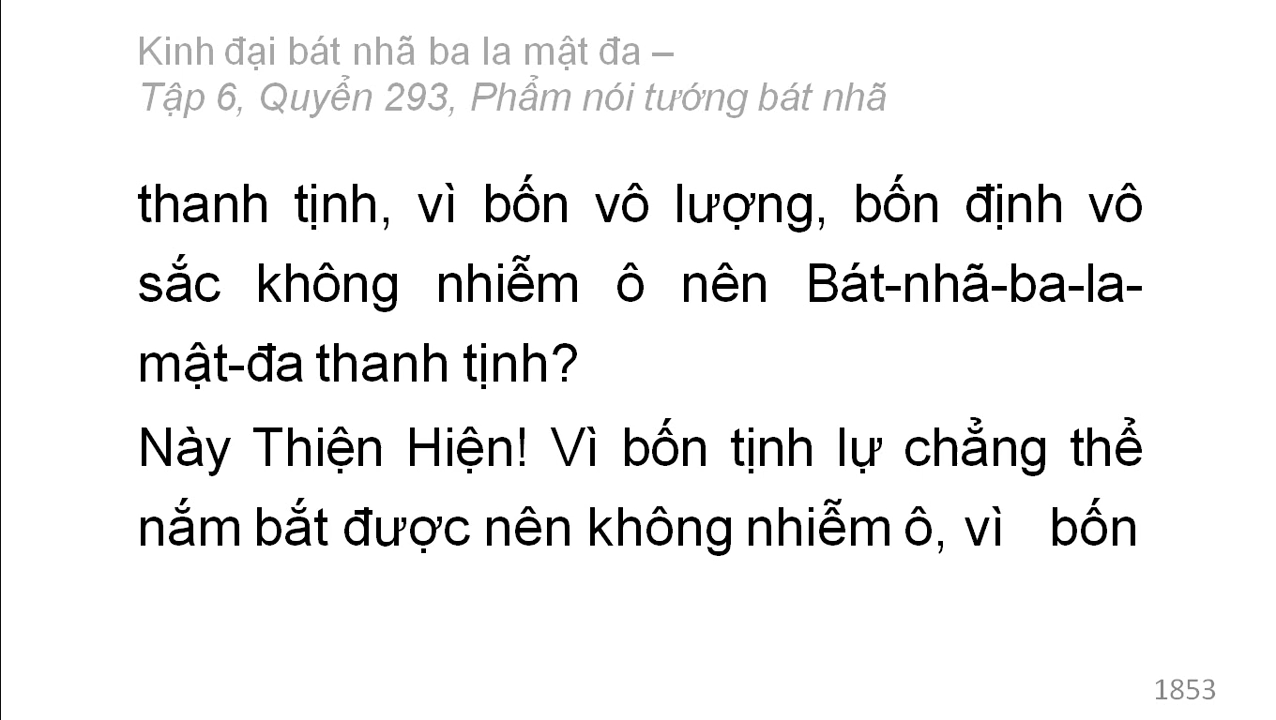 Kinh đại bát nhã ba la mật đa –
Tập 6, Quyển 293, Phẩm nói tướng bát nhã
thanh tịnh, vì bốn vô lượng, bốn định vô
sắc không nhiễm ô nên Bát-nhã-ba-la-
mật-đa thanh tịnh?
Này Thiện Hiện! Vì bốn tịnh lự chẳng thể
nắm bắt được nên không nhiễm ô, vì bốn
1853